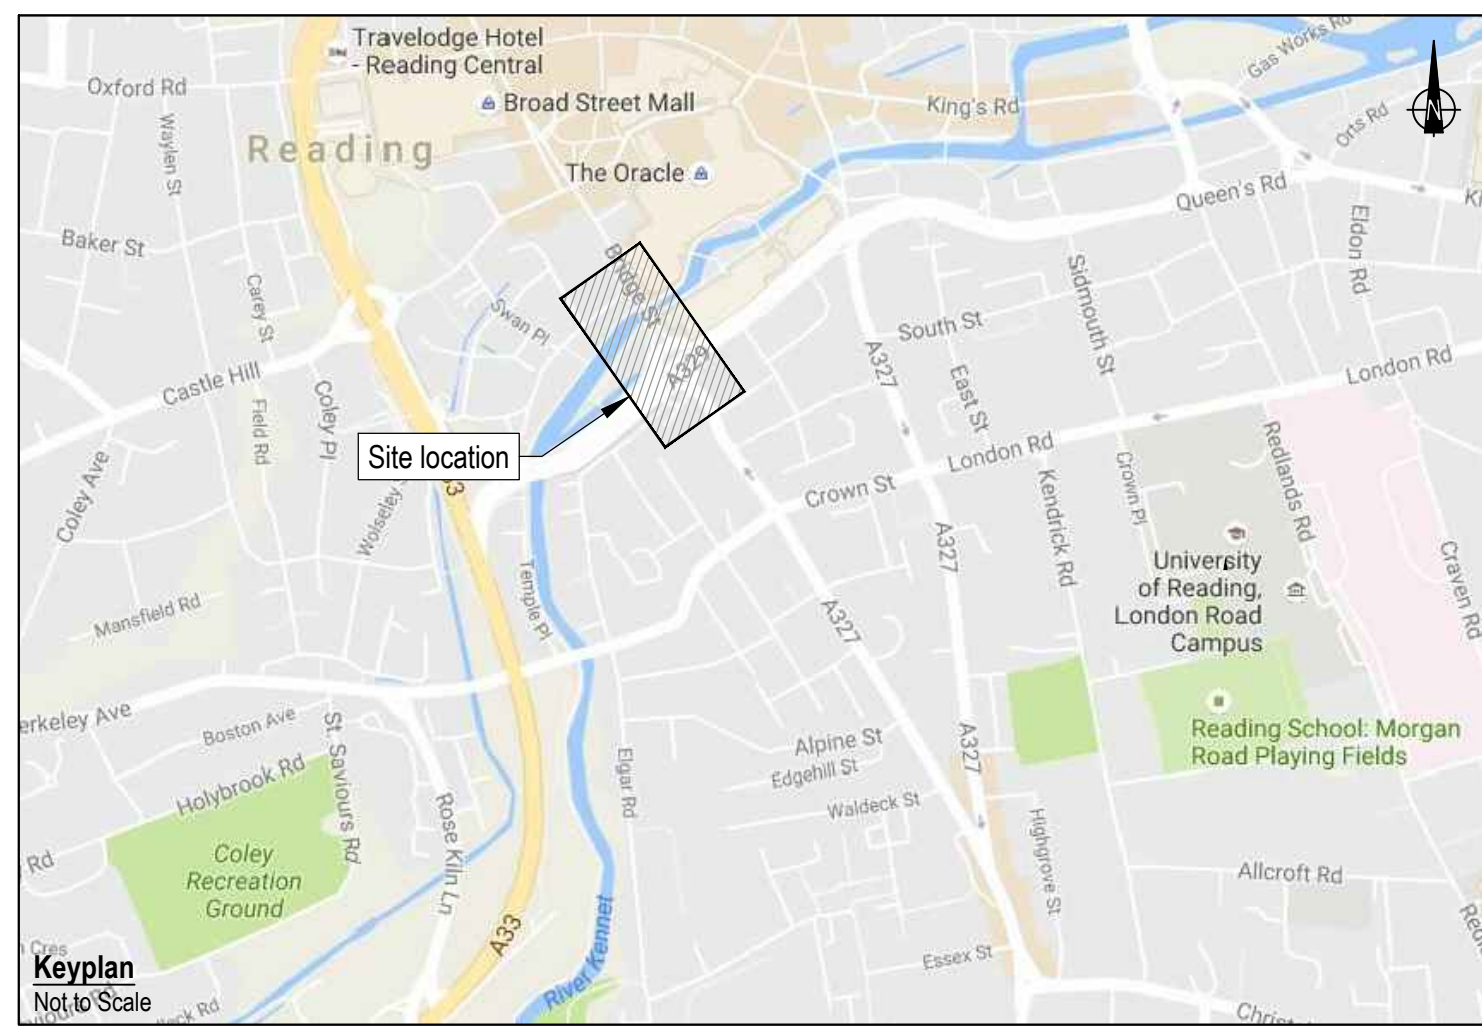 Travelodge Hotel
- Reading Central
Oxford Rd
Broad Street Mall
Gas Works Rd
King's Rd
N
Waylen St
Orts Rd
Reading
The Oracle
Queen's Rd
Baker St
Eldon Rd
Bridge St
Sidmouth St
Carey St
Swan Pl
South St
A329
A327
London Rd
Castle Hill
East St
Coley Pl
Field Rd
Site location
London Rd
Redlands Rd
Crown Pl
Coley Ave
Crown St
Kendrick Rd
A327
University
of Reading,
London Road
Campus
Craven Rd
Temple Pl
Mansfield Rd
A327
erkeley Ave
Boston Ave
St. Saviours Rd
Reading School: Morgan
Road Playing Fields
Alpine St
A327
Edgehill St
Elgar Rd
Holybrook Rd
Waldeck St
Rose Kiln Ln
Highgrove St
Rd
Coley
Recreation
Ground
Allcroft Rd
A33
River Kennet
Essex St
Cres
Keyplan
Not to Scale